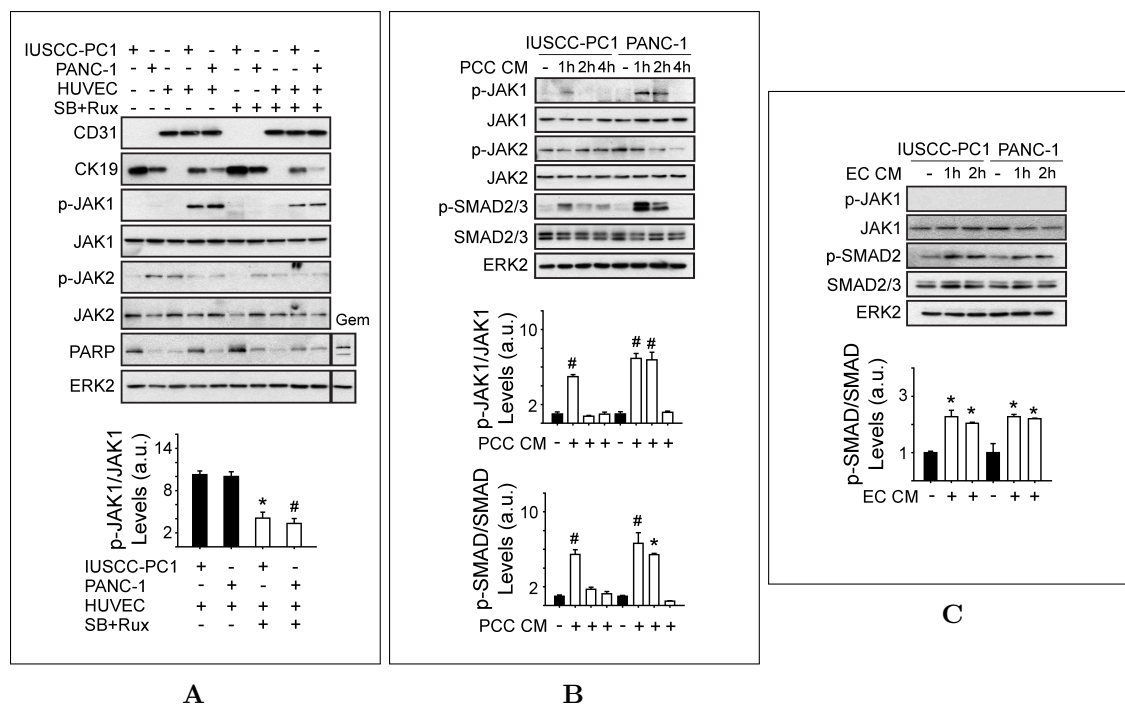 IUSCC-PC1 + - - + - + - - + -
PANC-1 - + - - + - + - - +
HUVEC - - + + + - - + + +
SB+Rux - - - - - + + + + +
CD31
CK19
p-JAK1
JAK1
p-JAK2
JAK2
Gem
PARP
ERK2
p-JAK1/JAK1
Levels (a.u.)
14
8
2
* #
IUSCC-PC1 + - + -
PANC-1 - + - +
HUVEC + + + +
SB+Rux - - + +
A
IUSCC-PC1 PANC-1
PCC CM - 1h 2h 4h - 1h 2h 4h
p-JAK1
JAK1
p-JAK2
JAK2
p-SMAD2/3
SMAD2/3
ERK2
p-JAK1/JAK1
Levels (a.u.)
10
2
# # #
PCC CM - + + + - + + +
p-SMAD/SMAD
Levels (a.u.)
10
2
# # *
PCC CM - + + + - + + +
B
IUSCC-PC1 PANC-1
EC CM - 1h 2h - 1h 2h
p-JAK1
JAK1
p-SMAD2
SMAD2/3
ERK2
p-SMAD/SMAD
Levels (a.u.)
3
1
* * * *
EC CM - + + - + +
C